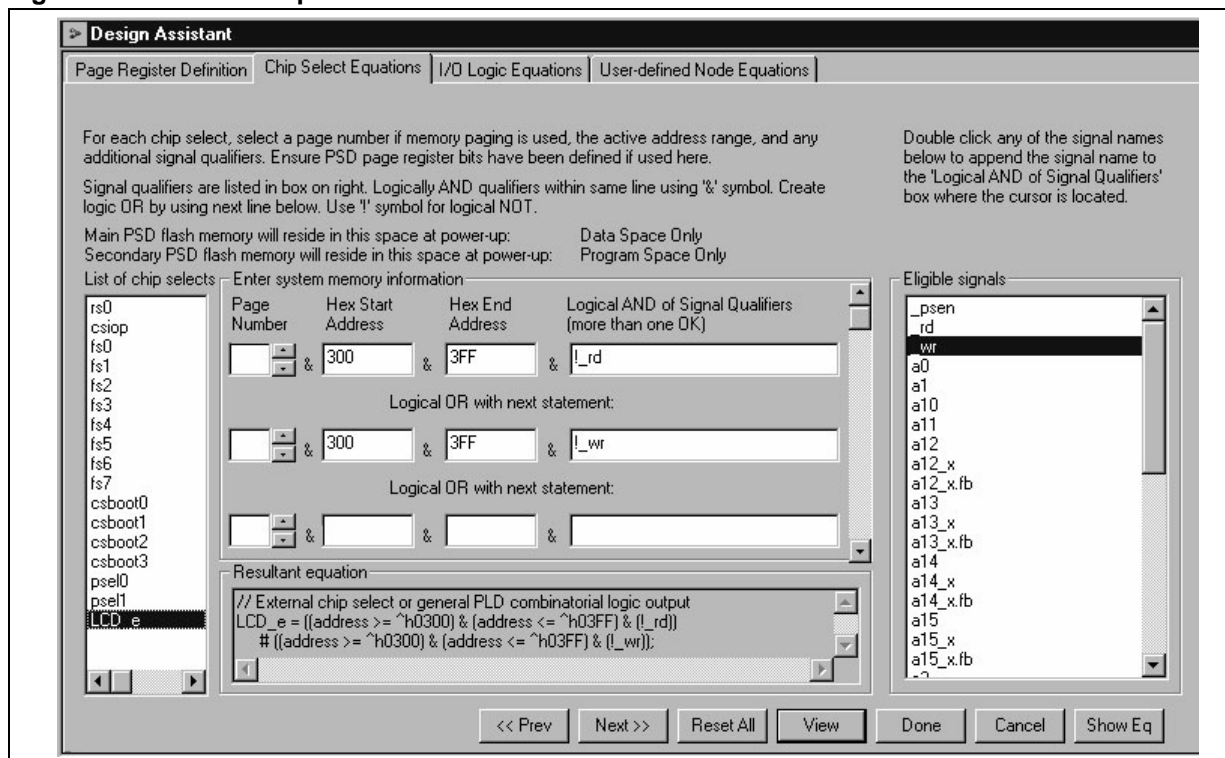 Design Assistant
Page Register Definition Chip Select Equations I/O Logic Equations User-defined Node Equations
For each chip select, select a page number if memory paging is used, the active address range, and any
additional signal qualifiers. Ensure PSD page register bits have been defined if used here.
Signal qualifiers are listed in box on right. Logically AND qualifiers within same line using '&' symbol. Create
logic OR by using next line below. Use '!' symbol for logical NOT.
Double click any of the signal names
below to append the signal name to
the 'Logical AND of Signal Qualifiers'
box where the cursor is located.
Main PSD flash memory will reside in this space at power-up: Data Space Only
Secondary PSD flash memory will reside in this space at power-up: Program Space Only
List of chip selects
rs0
csiop
fs0
fs1
fs2
fs3
fs4
fs5
fs6
fs7
csboot0
csboot1
csboot2
csboot3
psel0
psel1
LCD_e
Enter system memory information
Page Hex Start Hex End Logical AND of Signal Qualifiers
Number Address Address (more than one OK)
& 300 & 3FF & !_rd
Logical OR with next statement:
& 300 & 3FF & !_wr
Logical OR with next statement:
& & &
Resultant equation
// External chip select or general PLD combinatorial logic output
LCD_e = ((address >= ^h0300) & (address <= ^h03FF) & (!_rd))
# ((address >= ^h0300) & (address <= ^h03FF) & (!_wr));
Eligible signals
_psen
_rd
_wr
a0
a1
a10
a11
a12
a12_x
a12_x.fb
a13
a13_x
a13_x.fb
a14
a14_x
a14_x.fb
a15
a15_x
a15_x.fb
<< Prev Next >> Reset All View Done Cancel Show Eq